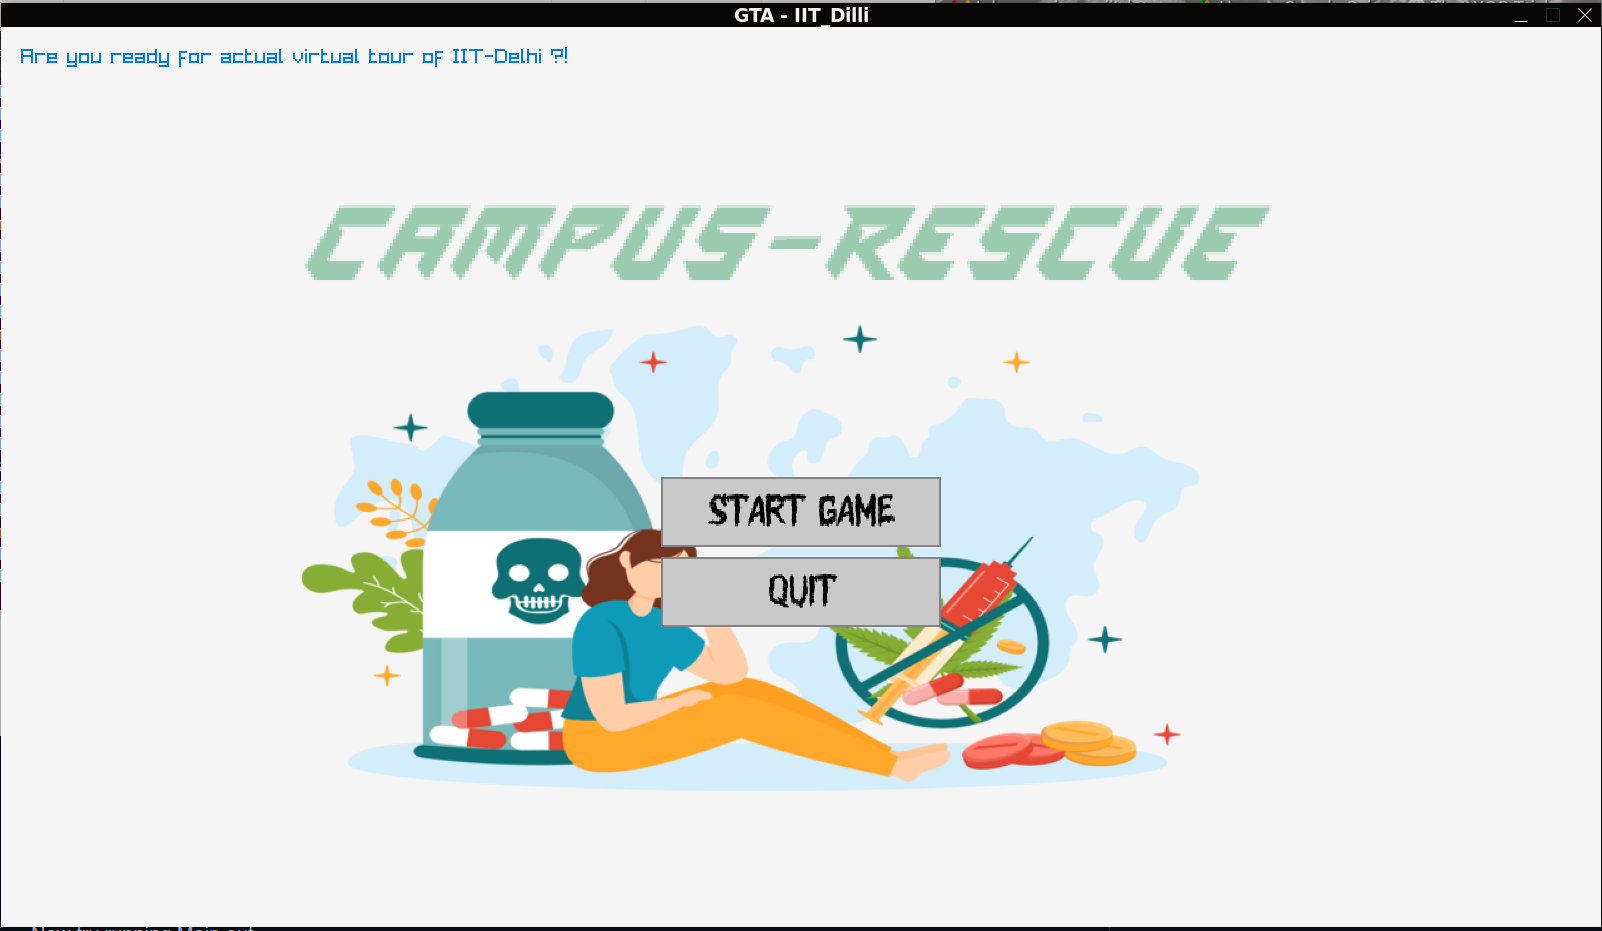 GTA - IIT_Dilli
Are you ready for actual virtual tour of IIT-Delhi ?!
CAMPUS-RESCUE
START GAME
QUIT